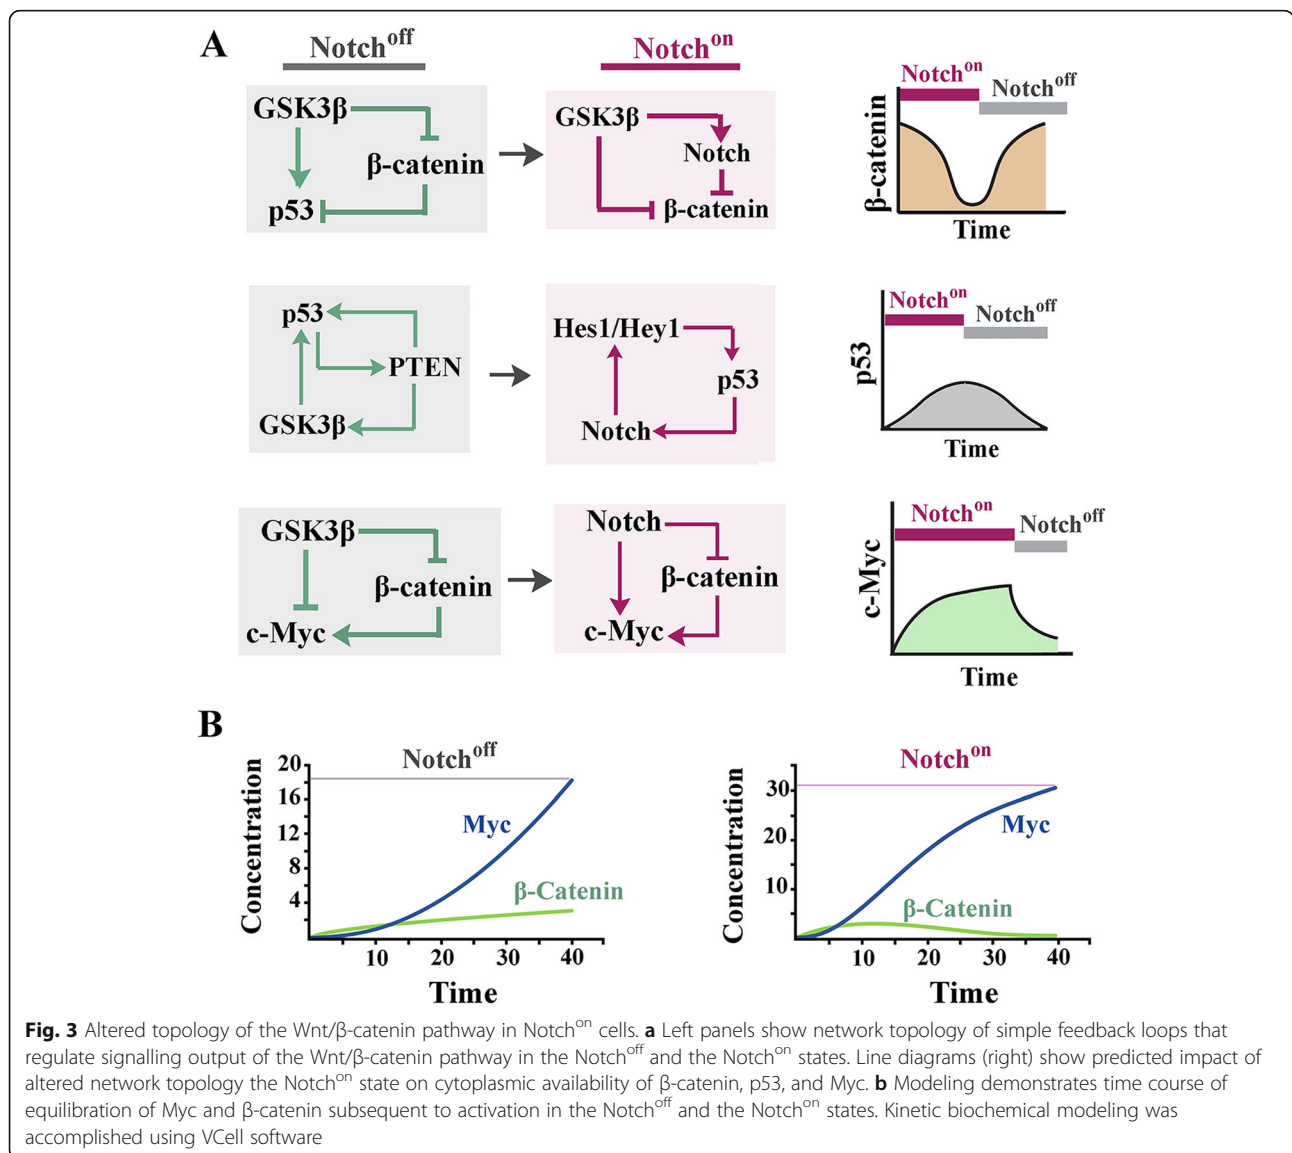 A
Notch^off
Notch^on
GSK3β
β-catenin
p53
GSK3β
Notch
β-catenin
Notch^on
Notch^off
β-catenin
Time
p53
PTEN
GSK3β
Hes1/Hey1
p53
Notch
Notch^on
Notch^off
p53
Time
GSK3β
β-catenin
c-Myc
Notch
β-catenin
c-Myc
Notch^on
Notch^off
c-Myc
Time
B
Notch^off
Concentration
20
16
12
8
4
Myc
β-Catenin
10 20 30 40
Time
Notch^on
Concentration
30
20
10
Myc
β-Catenin
10 20 30 40
Time
Fig. 3 Altered topology of the Wnt/β-catenin pathway in Notch^on cells. a Left panels show network topology of simple feedback loops that
regulate signalling output of the Wnt/β-catenin pathway in the Notch^off and the Notch^on states. Line diagrams (right) show predicted impact of
altered network topology the Notch^on state on cytoplasmic availability of β-catenin, p53, and Myc. b Modeling demonstrates time course of
equilibration of Myc and β-catenin subsequent to activation in the Notch^off and the Notch^on states. Kinetic biochemical modeling was
accomplished using VCell software